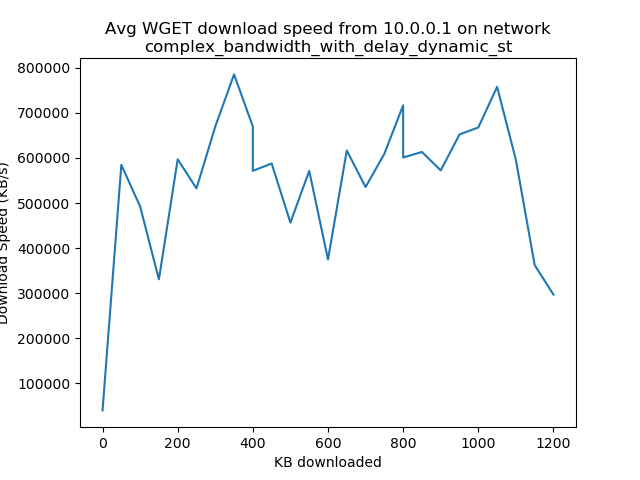 Avg WGET download speed from 10.0.0.1 on network
complex_bandwidth_with_delay_dynamic_st
800000
700000
600000
500000
400000
300000
200000
100000
Download Speed (KB/s)
0 200 400 600 800 1000 1200
KB downloaded